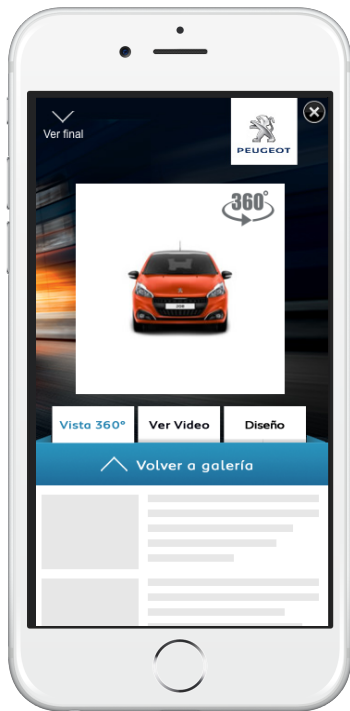 Ver final
PEUGEOT
360°
Vista 360°
Ver Video
Diseño
Volver a galería